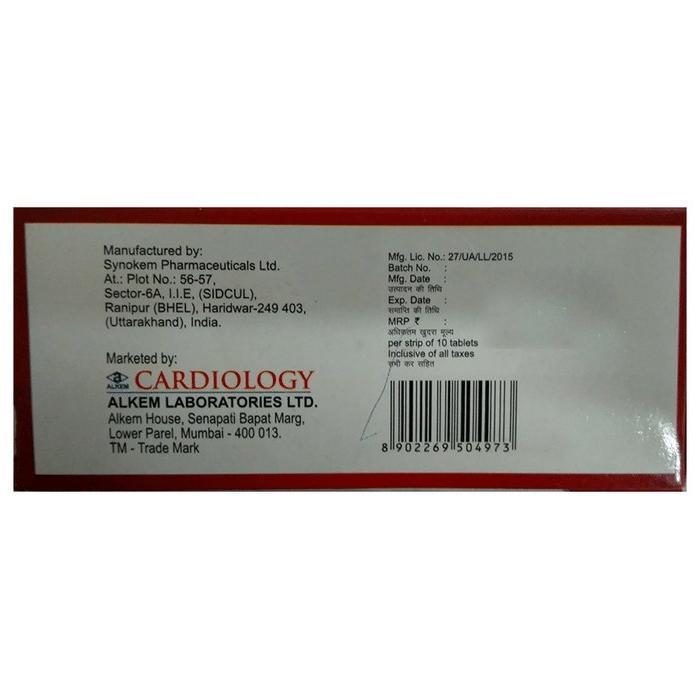 Manufactured by:
Synokem Pharmaceuticals Ltd.
At.: Plot No.: 56-57,
Sector-6A, I.I.E, (SIDCUL),
Ranipur (BHEL), Haridwar-249 403,
(Uttarakhand), India.
Marketed by:
ALKEM CARDIOLOGY
ALKEM LABORATORIES LTD.
Alkem House, Senapati Bapat Marg,
Lower Parel, Mumbai - 400 013.
TM - Trade Mark
Mfg. Lic. No.: 27/UA/LL/2015
Batch No. :
Mfg. Date :
उत्पादन की तिथि
Exp. Date :
समाप्ति की तिथि
MRP ₹ :
अधिकतम खुदरा मूल्य
per strip of 10 tablets
Inclusive of all taxes
सभी कर सहित
8 902269 504973